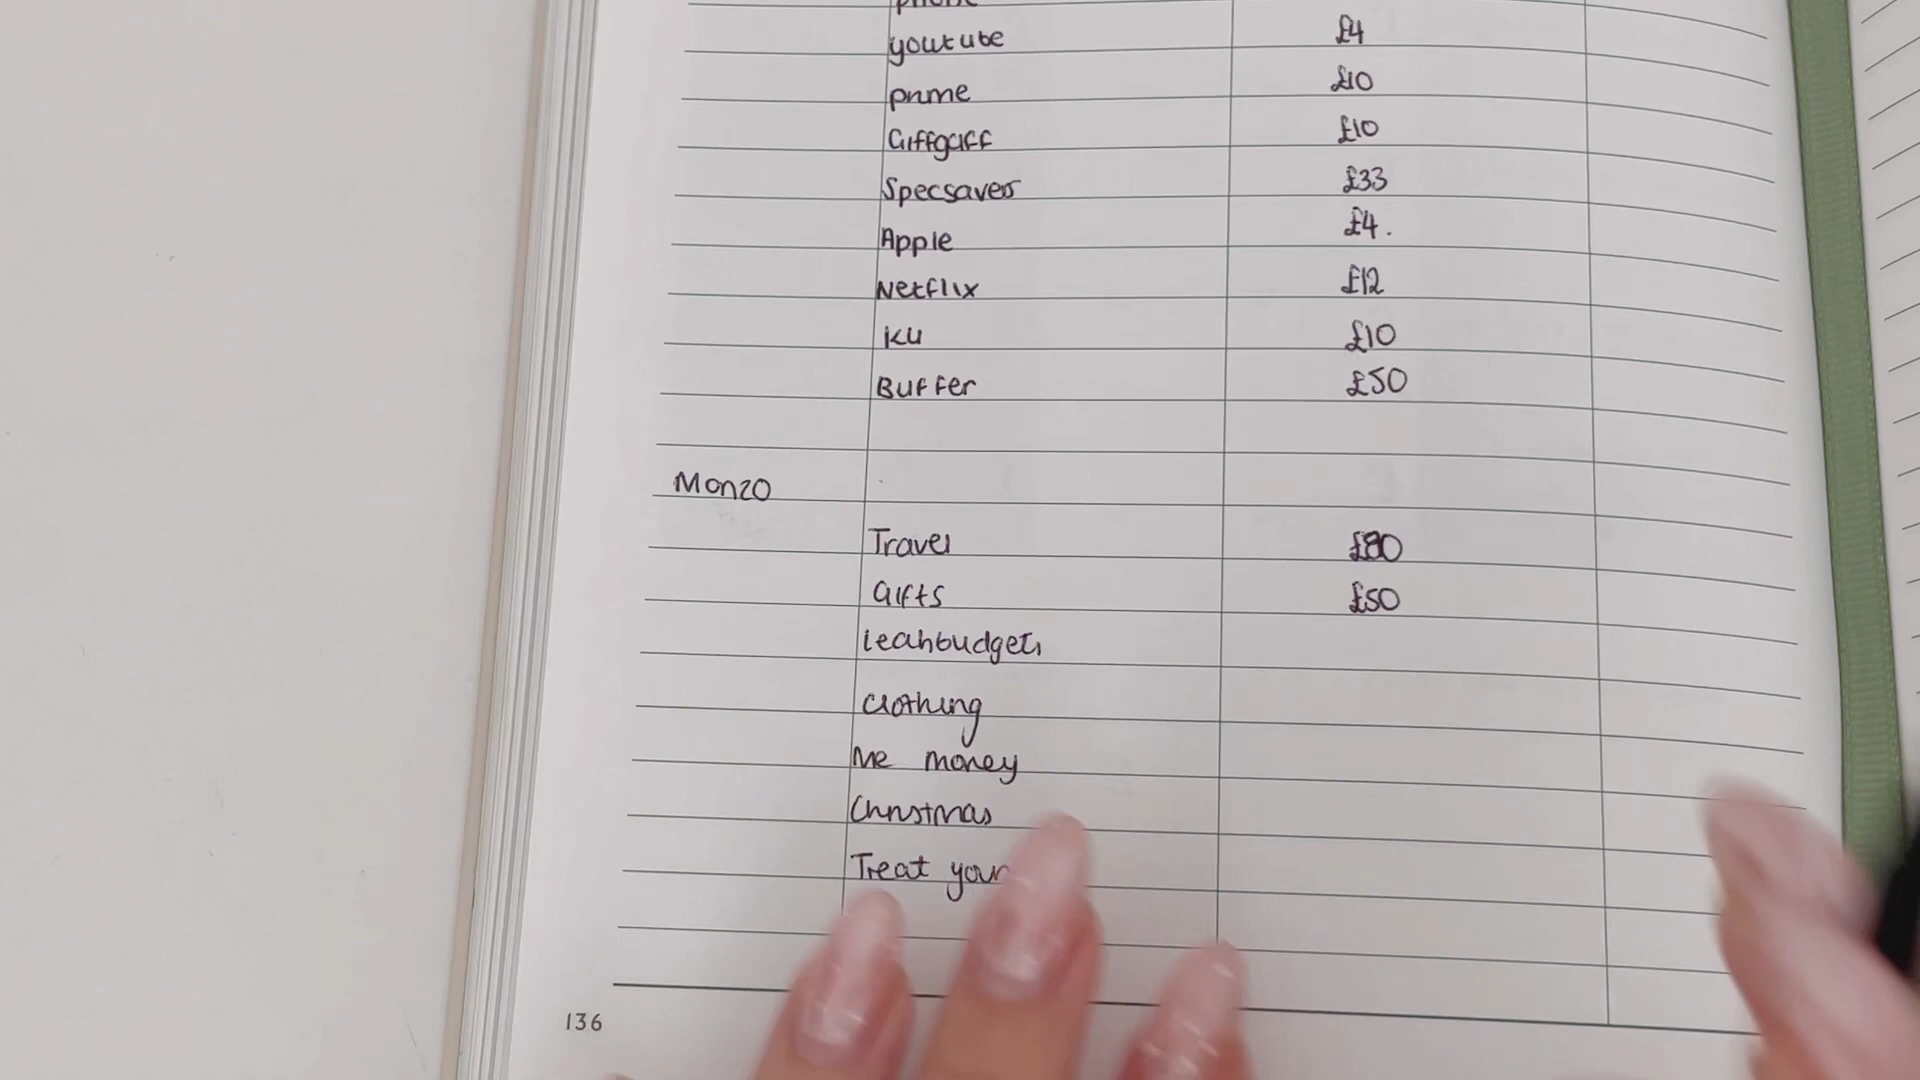 phone
youtube £4
prime £10
Giffgaff £10
Specsavers £33
Apple £4.
Netflix £12
KU £10
Buffer £50
Monzo
Travel £80
Gifts £50
leahbudgets
Clothing
Me money
Christmas
Treat your
136